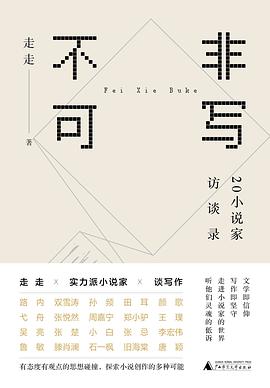 非写
不可
Fei Xie Buke
走走
著
20小说家
访谈录
文学即信仰
写作即坚守
走进小说家的世界
听他们灵魂的低诉
走走 × 实力派小说家 × 谈写作
路内 双雪涛 孙频 田耳 颜歌
弋舟 张悦然 周嘉宁 郑小驴 王璞
吴亮 张楚 小白 张忌 李宏伟
鲁敏 滕肖澜 石一枫 旧海棠 唐颖
有态度有观点的思想碰撞，探索小说创作的多种可能
广西师范大学出版社